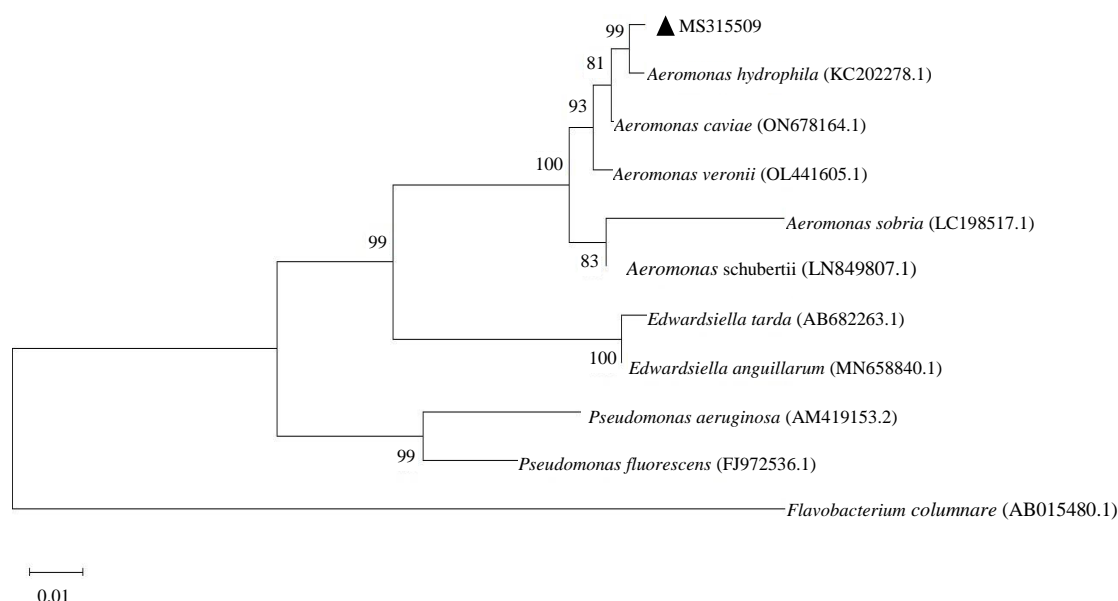 99
▲ MS315509
81
Aeromonas hydrophila (KC202278.1)
93
Aeromonas caviae (ON678164.1)
100
Aeromonas veronii (OL441605.1)
Aeromonas sobria (LC198517.1)
99
83
Aeromonas schubertii (LN849807.1)
Edwardsiella tarda (AB682263.1)
100
Edwardsiella anguillarum (MN658840.1)
Pseudomonas aeruginosa (AM419153.2)
99
Pseudomonas fluorescens (FJ972536.1)
Flavobacterium columnare (AB015480.1)
0.01